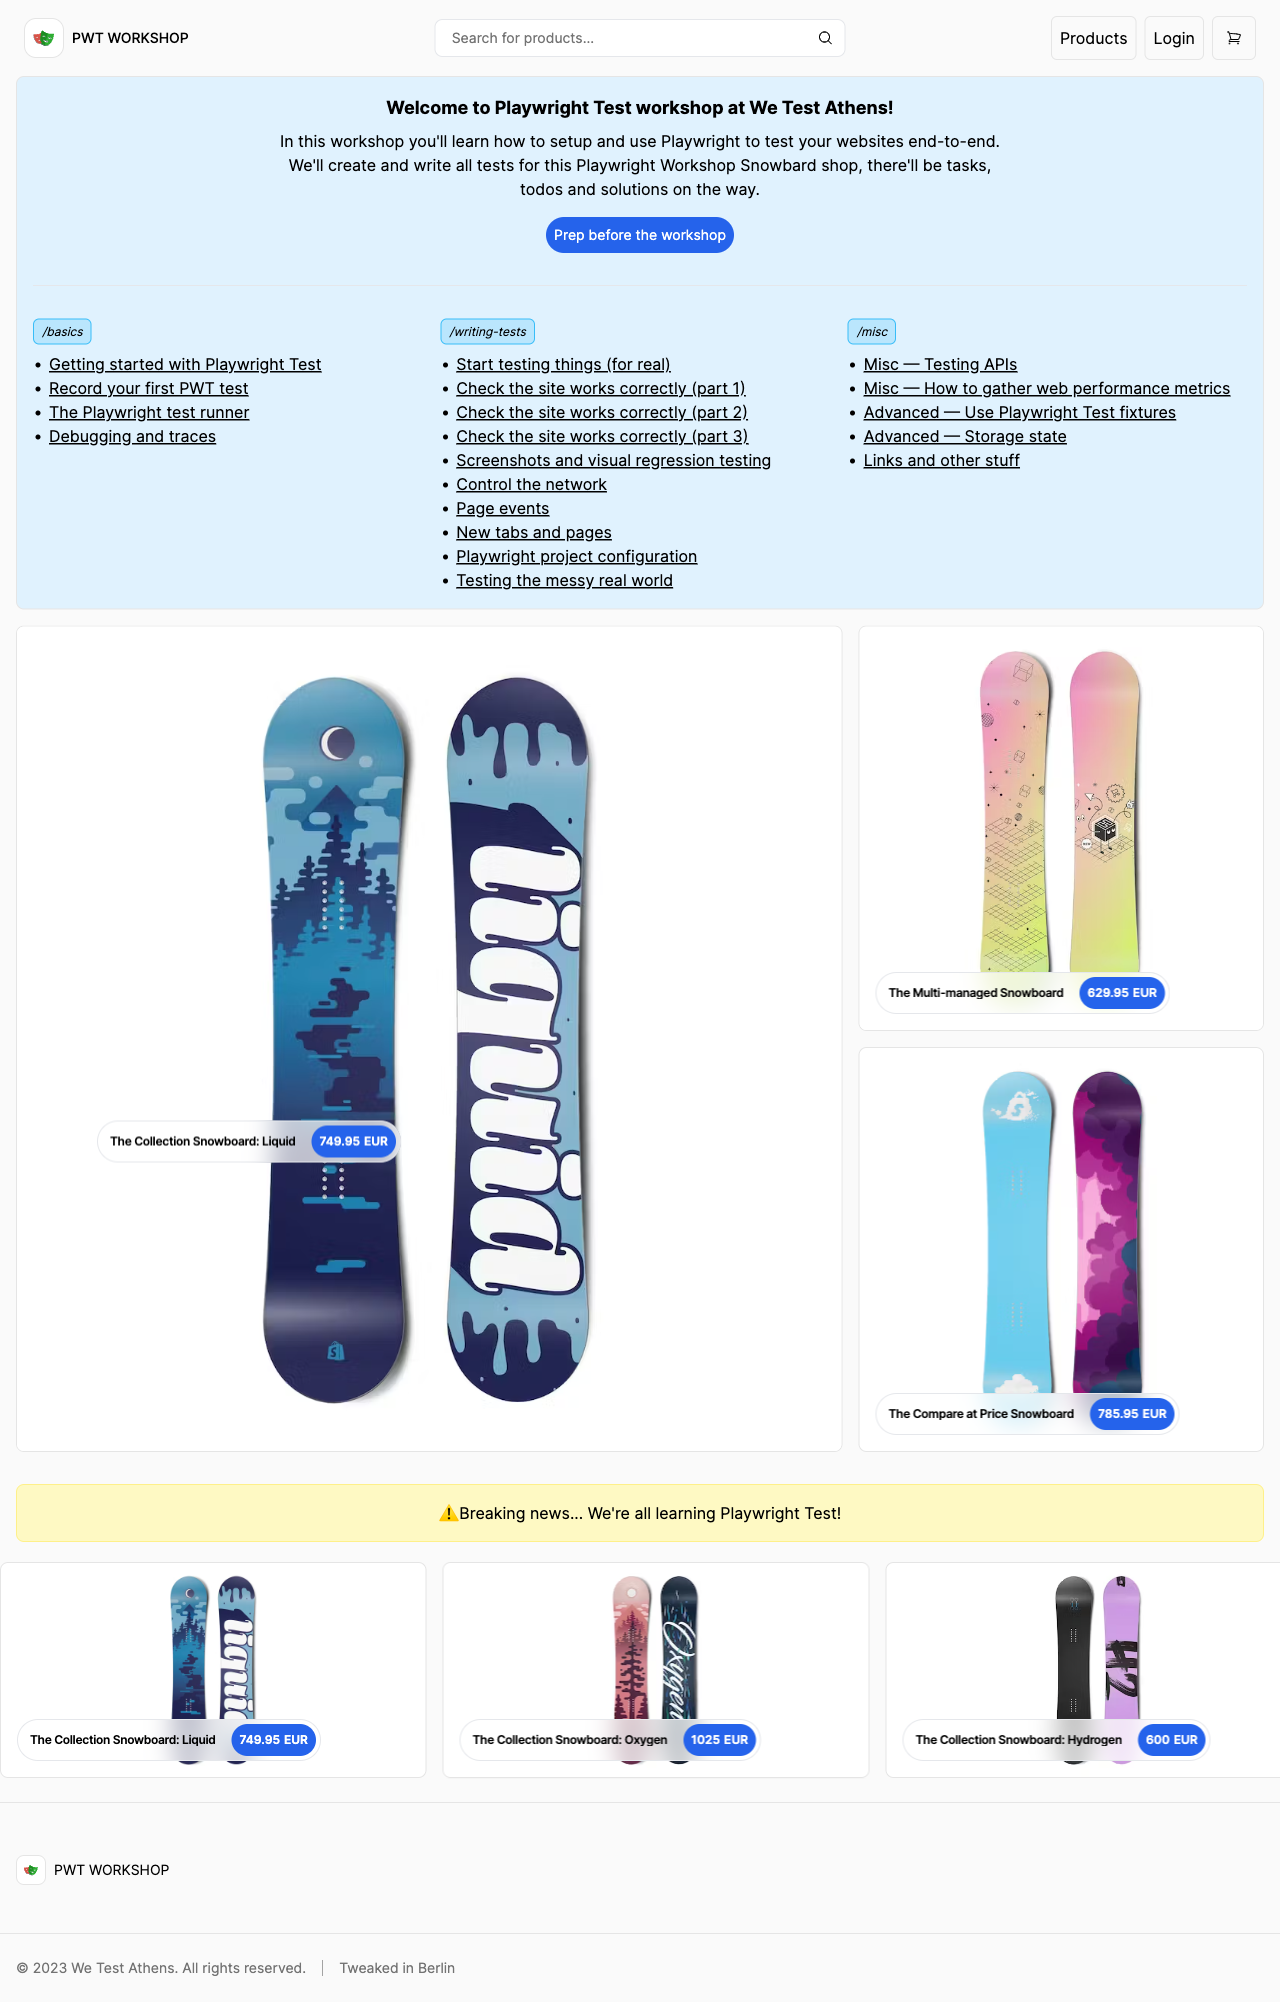 PWT WORKSHOP
Search for products...
Products
Login
Welcome to Playwright Test workshop at We Test Athens!
In this workshop you'll learn how to setup and use Playwright to test your websites end-to-end.
We'll create and write all tests for this Playwright Workshop Snowbard shop, there'll be tasks,
todos and solutions on the way.
Prep before the workshop
/basics
• Getting started with Playwright Test
• Record your first PWT test
• The Playwright test runner
• Debugging and traces
/writing-tests
• Start testing things (for real)
• Check the site works correctly (part 1)
• Check the site works correctly (part 2)
• Check the site works correctly (part 3)
• Screenshots and visual regression testing
• Control the network
• Page events
• New tabs and pages
• Playwright project configuration
• Testing the messy real world
/misc
• Misc — Testing APIs
• Misc — How to gather web performance metrics
• Advanced — Use Playwright Test fixtures
• Advanced — Storage state
• Links and other stuff
liquid
The Collection Snowboard: Liquid
749.95 EUR
The Multi-managed Snowboard
629.95 EUR
The Compare at Price Snowboard
785.95 EUR
⚠️Breaking news... We're all learning Playwright Test!
liquid
The Collection Snowboard: Liquid
749.95 EUR
Oxygen
The Collection Snowboard: Oxygen
1025 EUR
H2
The Collection Snowboard: Hydrogen
600 EUR
PWT WORKSHOP
© 2023 We Test Athens. All rights reserved.
Tweaked in Berlin